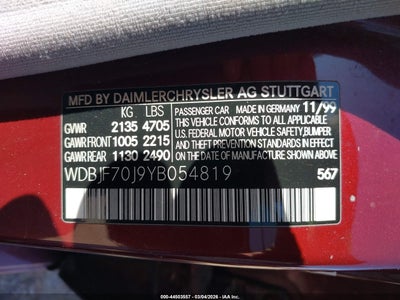 MFD BY DAIMLERCHRYSLER AG STUTTGART
KG LBS
GVWR 2135 4705
GAWR FRONT 1005 2215
GAWR REAR 1130 2490
PASSENGER CAR MADE IN GERMANY 11/99
THIS VEHICLE CONFORMS TO ALL APPLICABLE
U.S. FEDERAL MOTOR VEHICLE SAFETY, BUMPER
AND THEFT PREVENTION STANDARDS IN EFFECT
ON THE DATE OF MANUFACTURE SHOWN ABOVE
WDBJF70J9YB054819
567
000-44503557 - 03/04/2026 - IAA, Inc.